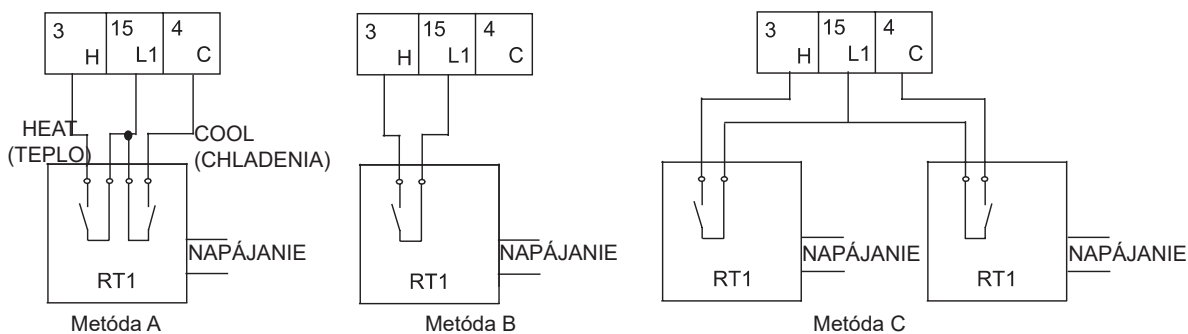 3 H 15 L1 4 C
HEAT
(TEPLO)
COOL
(CHLADENIA)
NAPÁJANIE
RT1
Metóda A
3 H 15 L1 4 C
NAPÁJANIE
RT1
Metóda B
3 H 15 L1 4 C
NAPÁJANIE
RT1
NAPÁJANIE
RT1
Metóda C